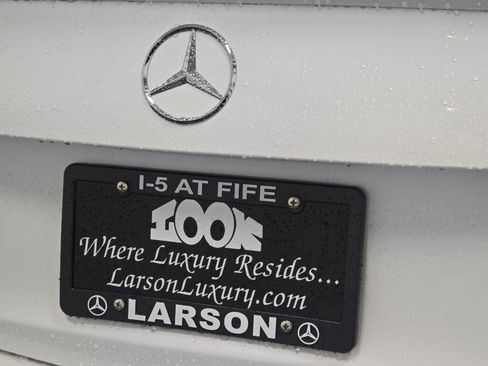 I-5 AT FIFE
LOOK
Where Luxury Resides...
LarsonLuxury.com
LARSON